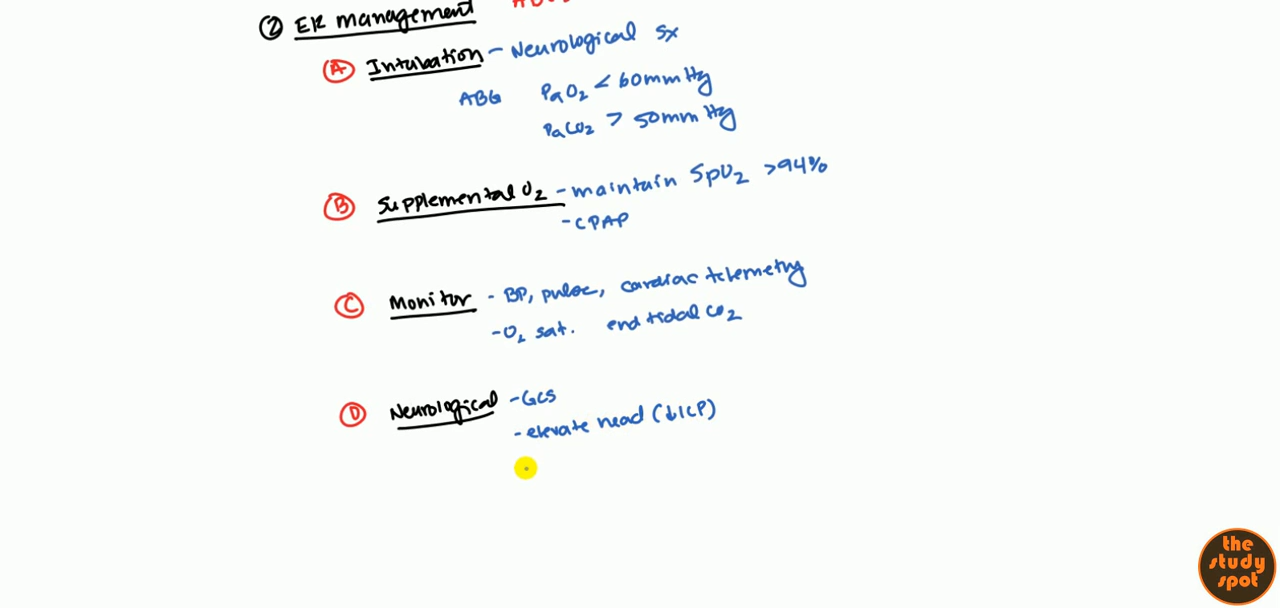 ② ER management
Ⓐ Intubation - Neurological sx
ABG PaO2 < 60mmHg
PaCO2 > 50mmHg
Ⓑ Supplemental O2 - maintain SpO2 >94%
- CPAP
Ⓒ Monitor - BP, pulse, cardiac telemetry
- O2 sat. end tidal CO2
Ⓓ Neurological - GCS
- elevate head (↓ICP)
the
study
spot